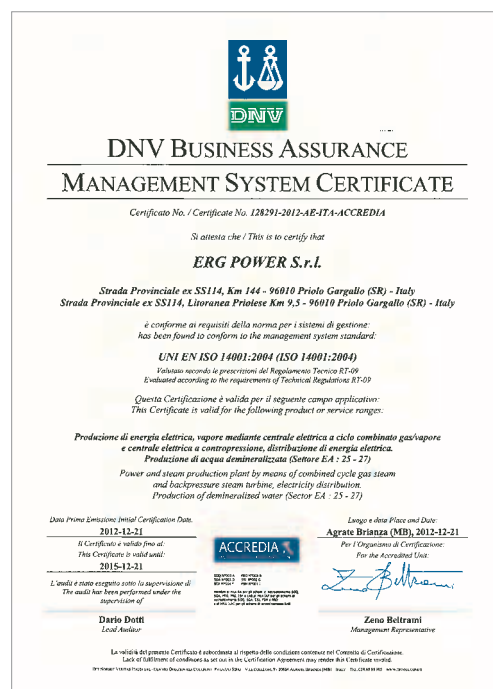 DNV
DNV BUSINESS ASSURANCE
MANAGEMENT SYSTEM CERTIFICATE
Certificato No. / Certificate No. 128291-2012-AE-ITA-ACCREDIA
Si attesta che / This is to certify that
ERG POWER S.r.l.
Strada Provinciale ex SS114, Km 144 - 96010 Priolo Gargallo (SR) - Italy
Strada Provinciale ex SS114, Litoranea Priolese Km 9,5 - 96010 Priolo Gargallo (SR) - Italy
è conforme ai requisiti della norma per i sistemi di gestione:
has been found to conform to the management system standard:
UNI EN ISO 14001:2004 (ISO 14001:2004)
Valutato secondo le prescrizioni del Regolamento Tecnico RT-09
Evaluated according to the requirements of Technical Regulations RT-09
Questa Certificazione è valida per il seguente campo applicativo:
This Certificate is valid for the following product or service ranges:
Produzione di energia elettrica, vapore mediante centrale elettrica a ciclo combinato gas/vapore
e centrale elettrica a contropressione, distribuzione di energia elettrica.
Produzione di acqua demineralizzata (Settore EA : 25 - 27)
Power and steam production plant by means of combined cycle gas steam
and backpressure steam turbine, electricity distribution.
Production of demineralized water (Sector EA : 25 - 27)
Data Prima Emissione Initial Certification Date:
2012-12-21
Il Certificato è valido fino al:
This Certificate is valid until:
2015-12-21
L'audit è stato eseguito sotto la supervisione di
The audit has been performed under the
supervision of
Dario Dotti
Lead Auditor
ACCREDIA
Luogo e data Place and Date:
Agrate Brianza (MB), 2012-12-21
Per l'Organismo di Certificazione:
For the Accredited Unit:
Zeno Beltrami
Zeno Beltrami
Management Representative
La validità del presente Certificato è subordinata al rispetto delle condizioni contenute nel Contratto di Certificazione.
Lack of fulfilment of conditions as set out in the Certification Agreement may render this Certificate invalid.